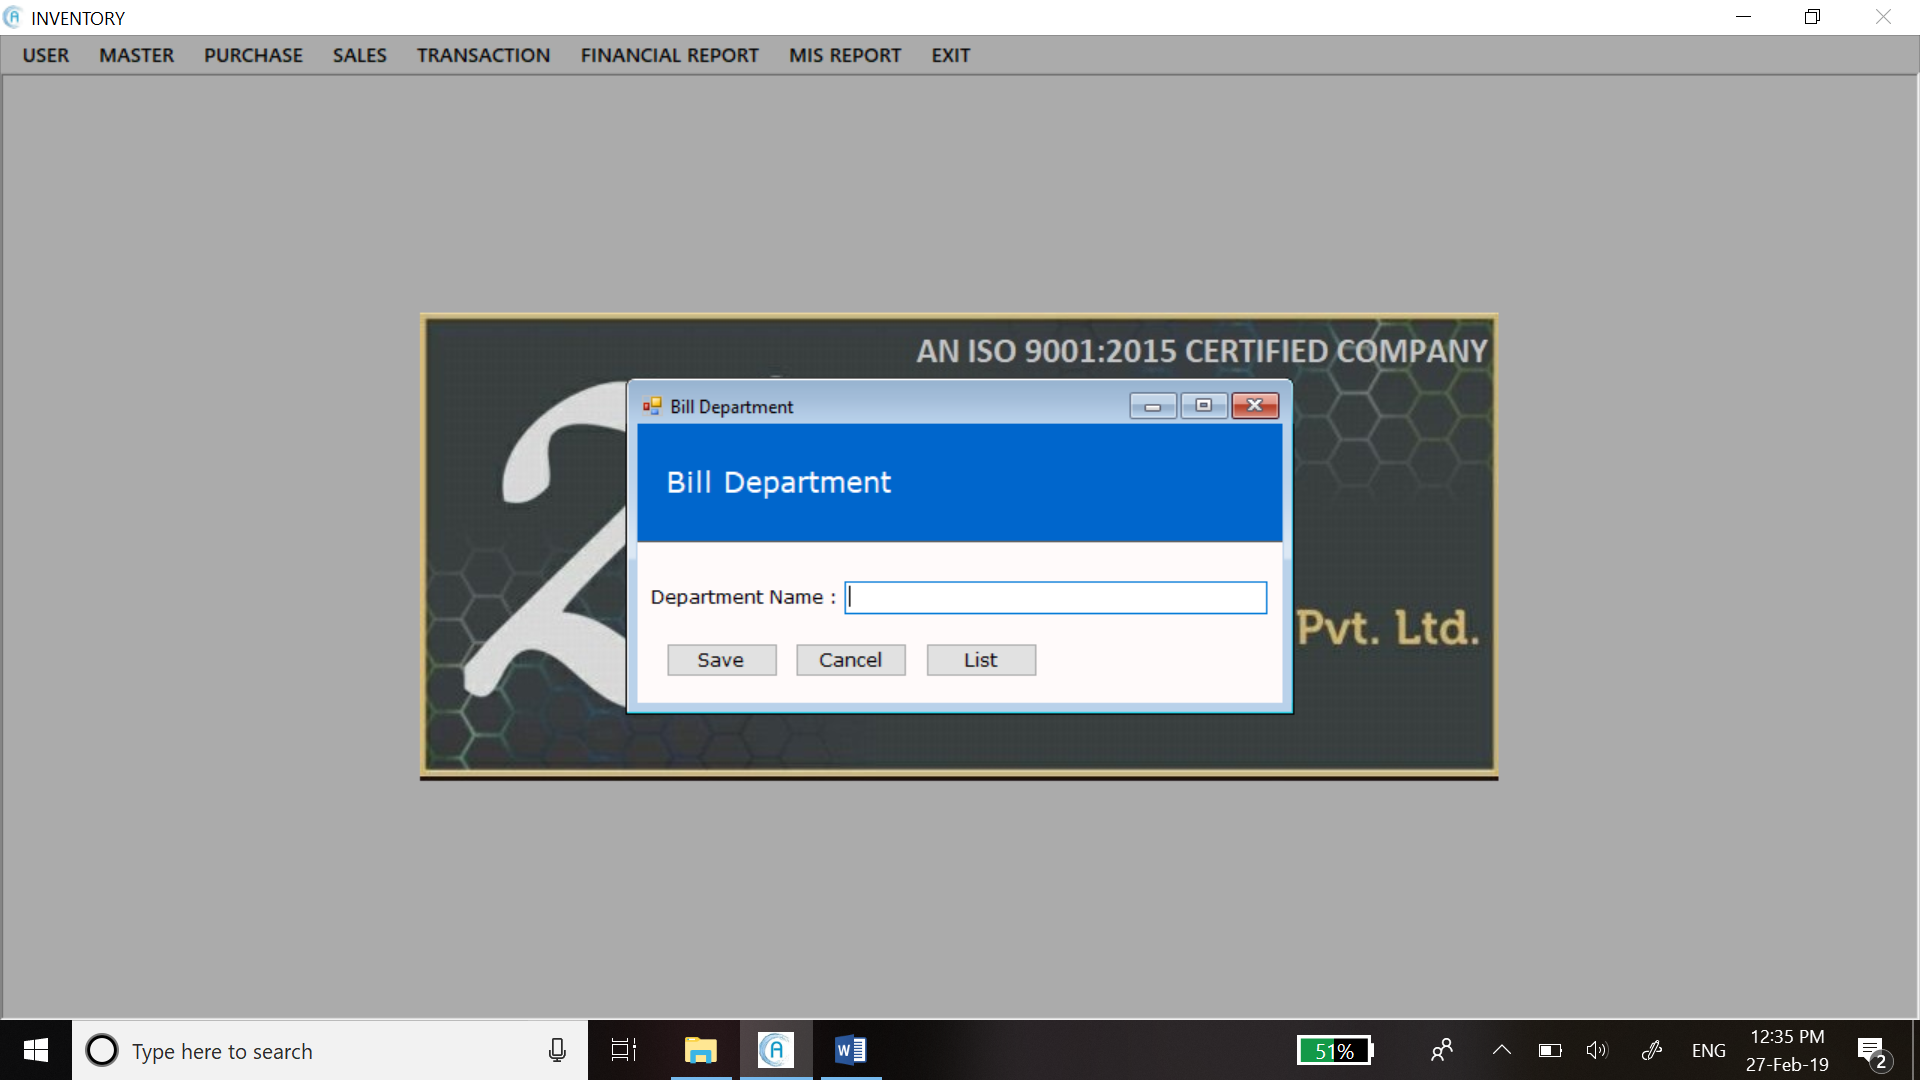 INVENTORY
USER MASTER PURCHASE SALES TRANSACTION FINANCIAL REPORT MIS REPORT EXIT
AN ISO 9001:2015 CERTIFIED COMPANY
Bill Department
Bill Department
Department Name :
Pvt. Ltd.
Save Cancel List
Type here to search
51%
ENG
12:35 PM
27-Feb-19
2